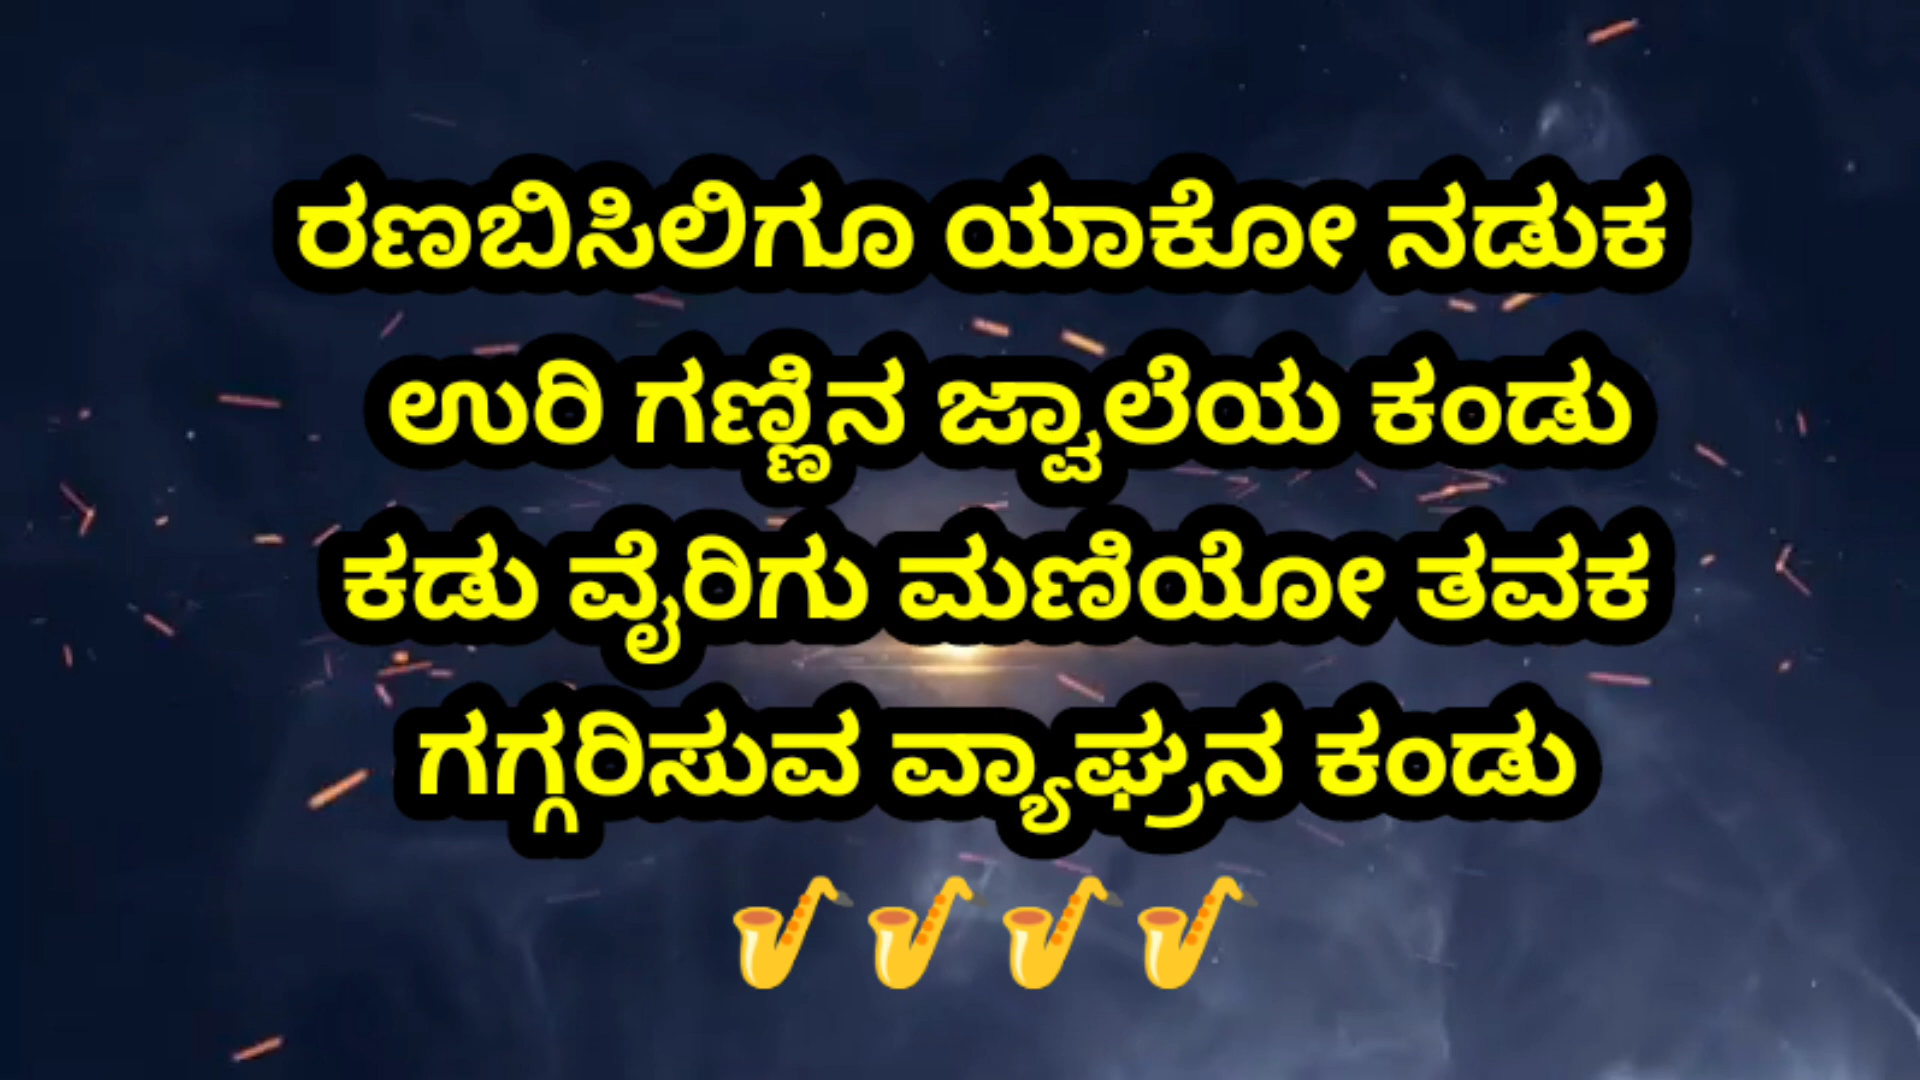 ರಣಬಿಸಿಲಿಗೂ ಯಾಕೋ ನಡುಕ
ಉರಿ ಗಣ್ಣಿನ ಜ್ವಾಲೆಯ ಕಂಡು
ಕಡು ವೈರಿಗು ಮಣಿಯೋ ತವಕ
ಗಗ್ಗರಿಸುವ ವ್ಯಾಘ್ರನ ಕಂಡು
🎷🎷🎷🎷